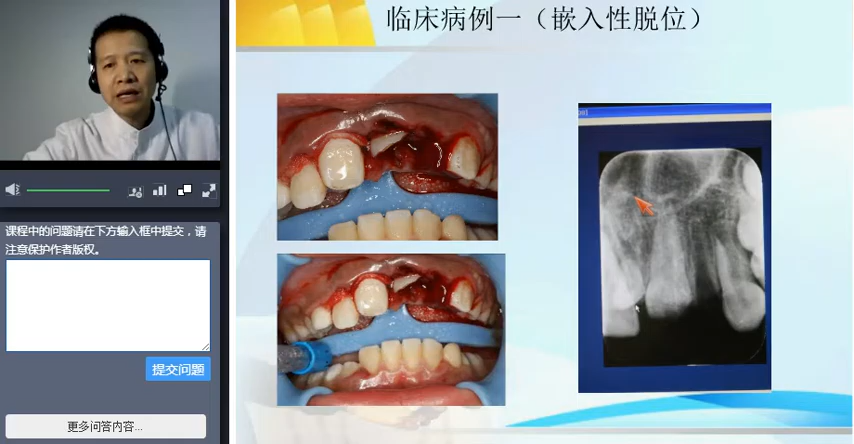 临床病例一（嵌入性脱位）
课程中的问题请在下方输入框中提交，请
注意保护作者版权。
提交问题
更多问答内容...